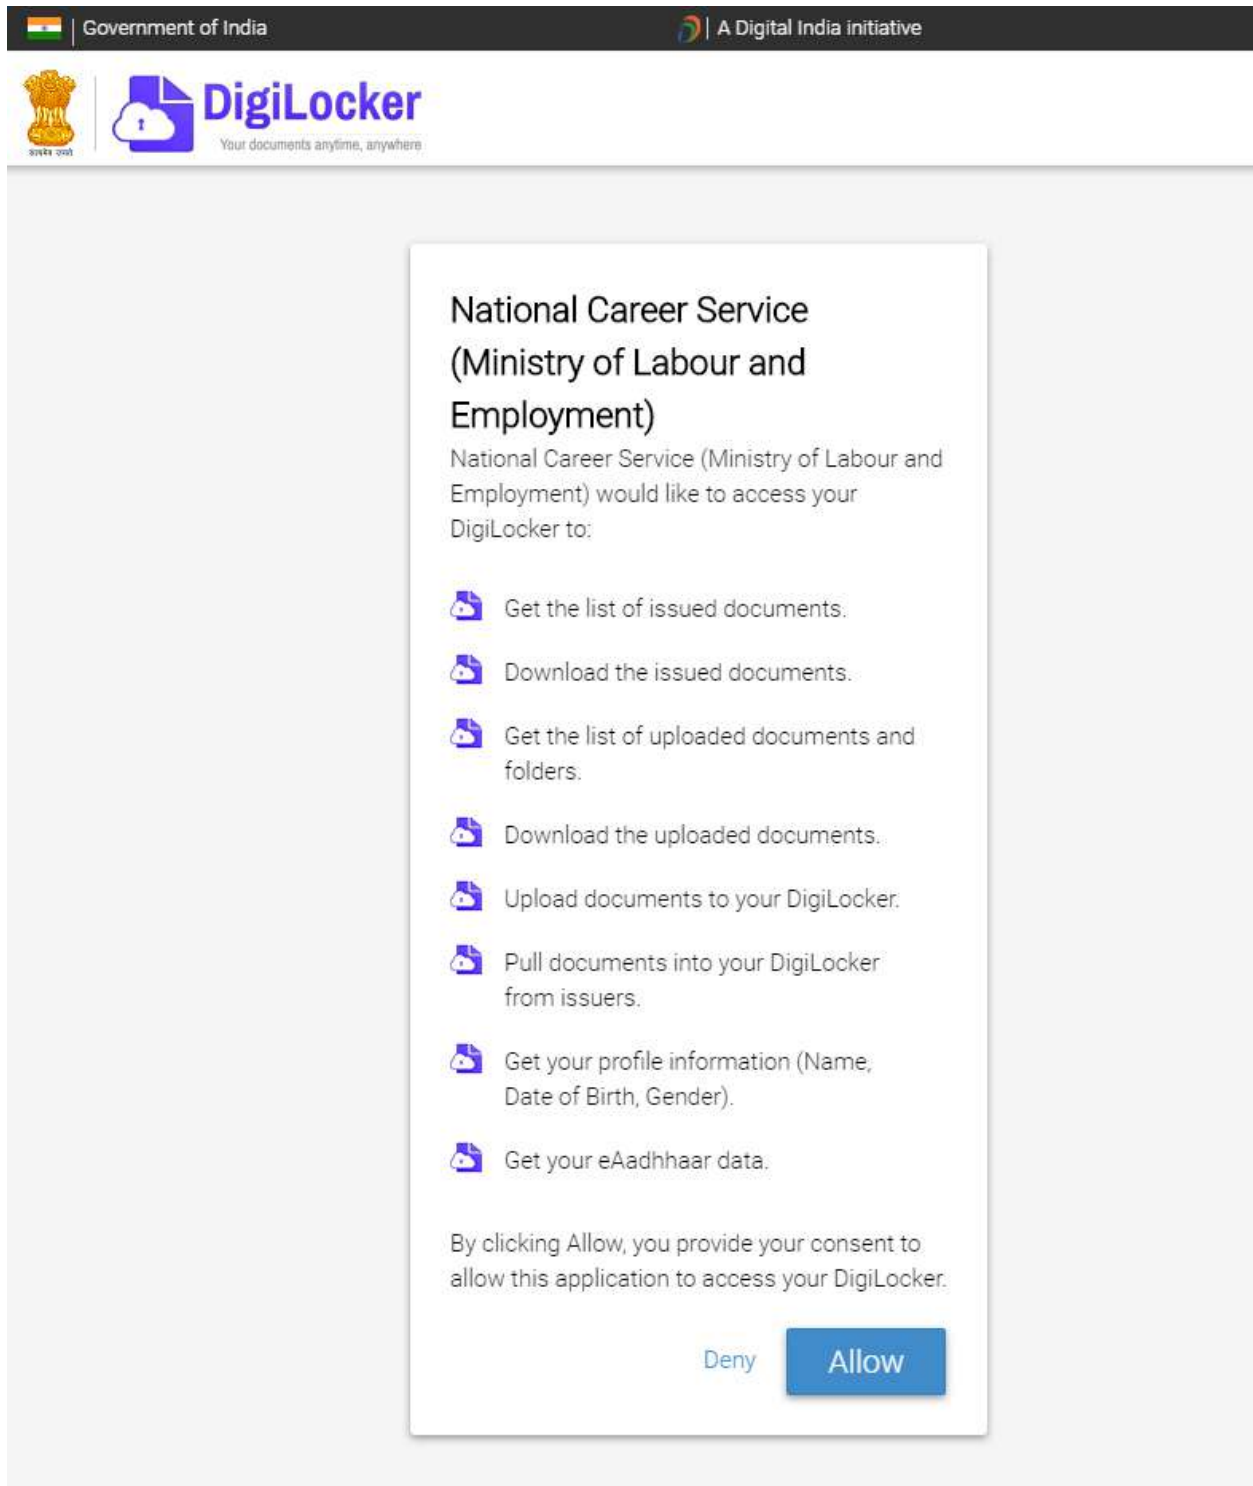 Government of India
A Digital India initiative
सत्यमेव जयते
DigiLocker
Your documents anytime, anywhere
National Career Service
(Ministry of Labour and
Employment)
National Career Service (Ministry of Labour and
Employment) would like to access your
DigiLocker to:
Get the list of issued documents.
Download the issued documents.
Get the list of uploaded documents and
folders.
Download the uploaded documents.
Upload documents to your DigiLocker.
Pull documents into your DigiLocker
from issuers.
Get your profile information (Name,
Date of Birth, Gender).
Get your eAadhhaar data.
By clicking Allow, you provide your consent to
allow this application to access your DigiLocker.
Deny
Allow